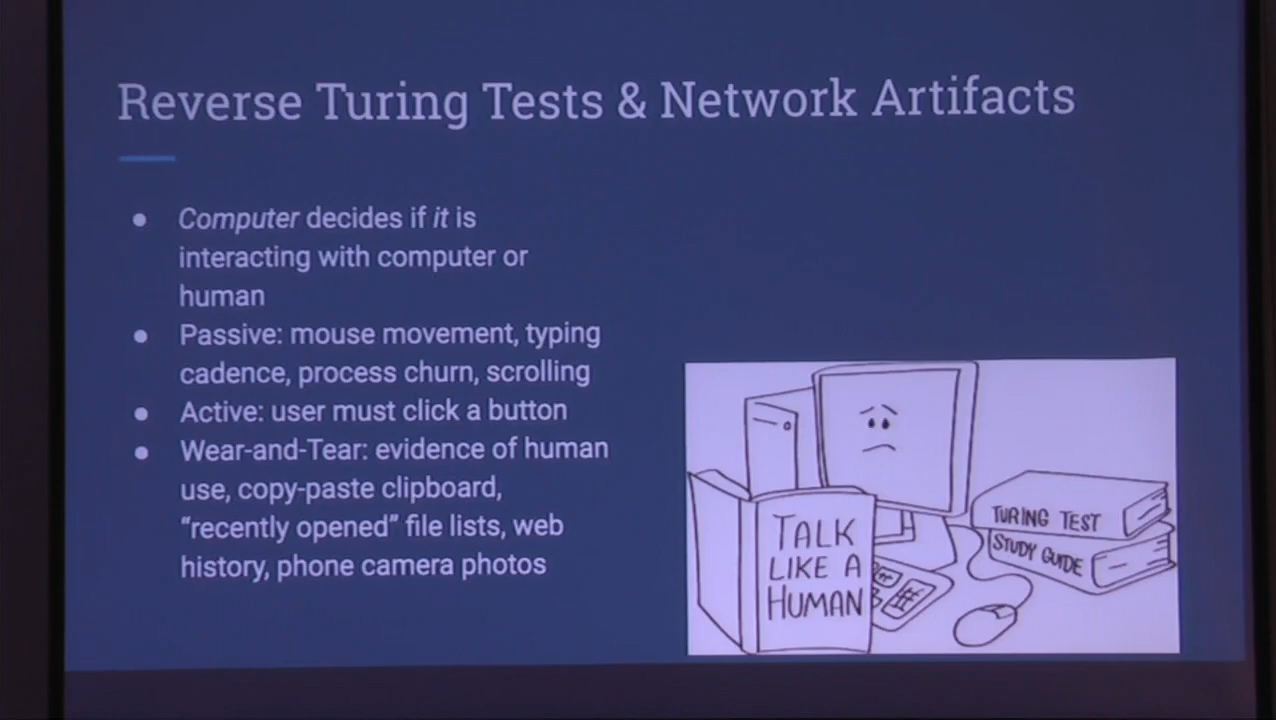 Reverse Turing Tests & Network Artifacts
● Computer decides if it is
interacting with computer or
human
● Passive: mouse movement, typing
cadence, process churn, scrolling
● Active: user must click a button
● Wear-and-Tear: evidence of human
use, copy-paste clipboard,
“recently opened” file lists, web
history, phone camera photos
TALK
LIKE A
HUMAN
TURING TEST
STUDY GUIDE